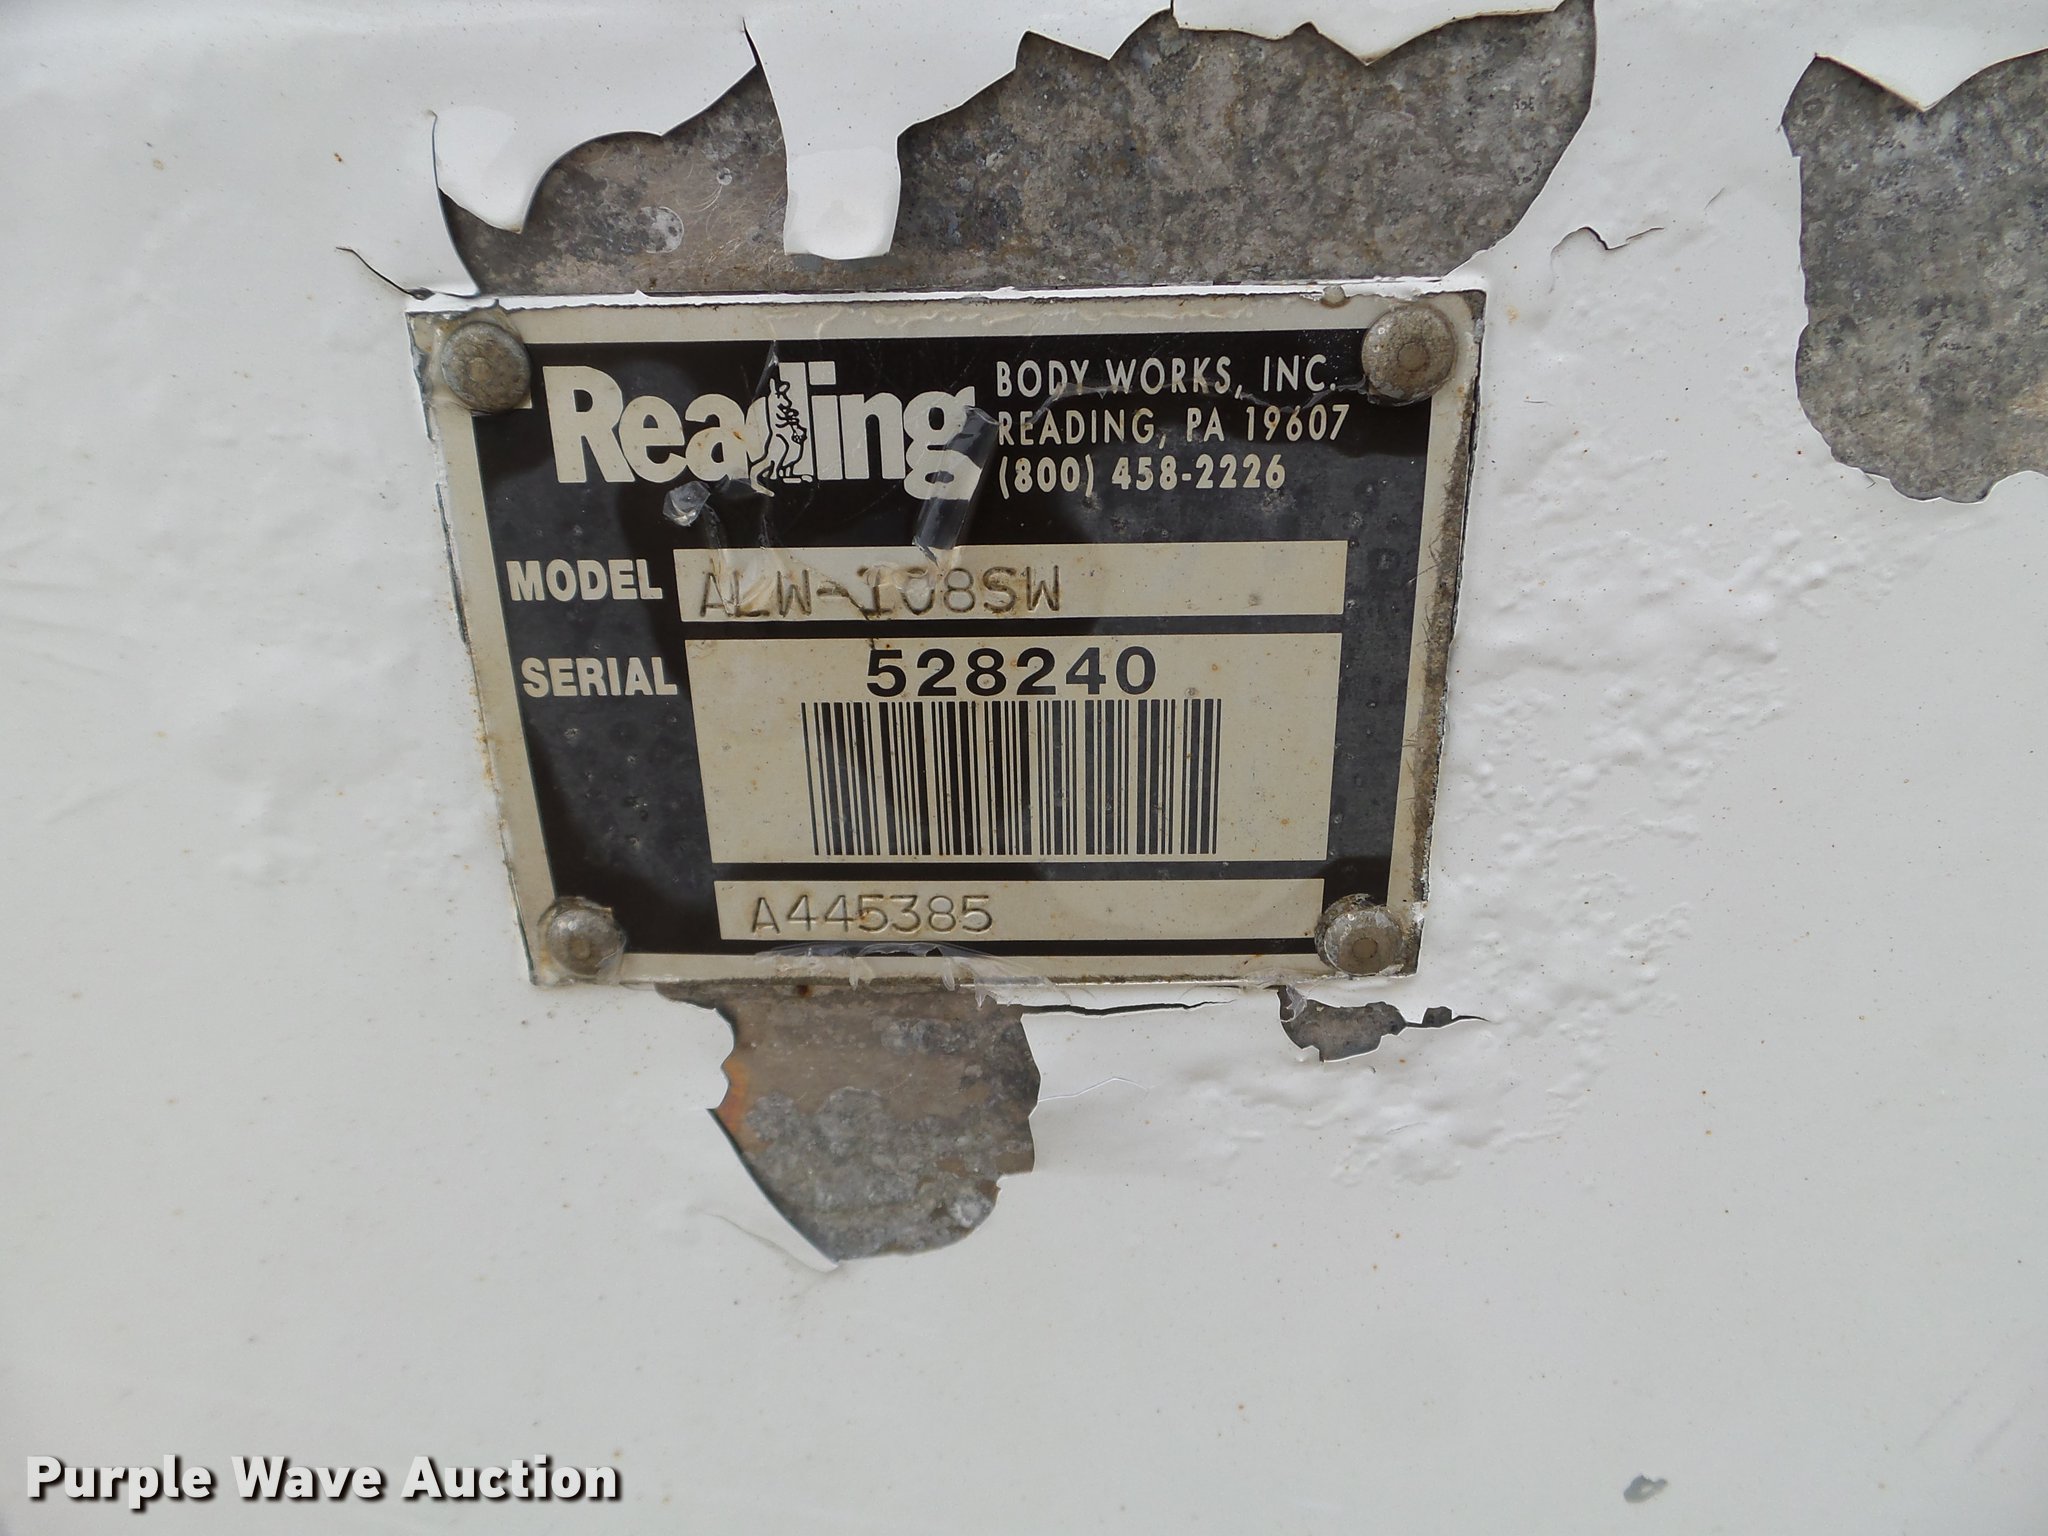 Reading
BODY WORKS, INC.
READING, PA 19607
(800) 458-2226
MODEL ALW-108SW
SERIAL 528240
A445385
Purple Wave Auction